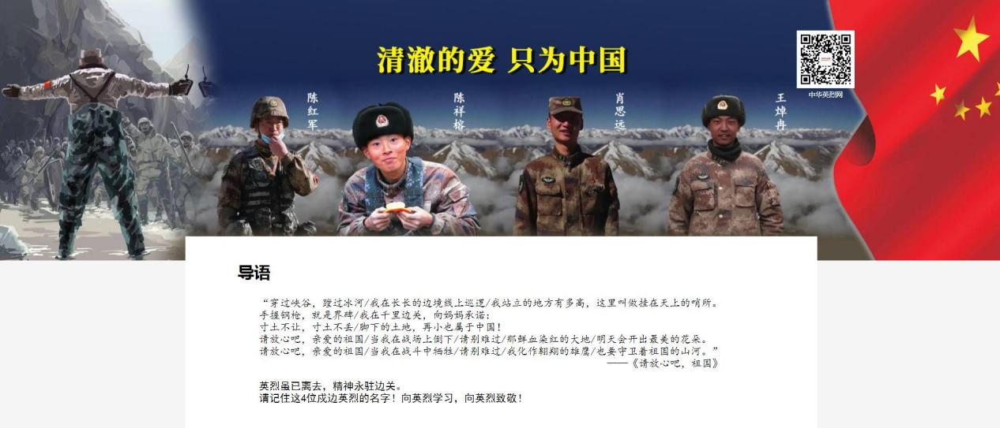 清澈的爱 只为中国
中华英烈网
陈红军
陈祥榕
肖思远
王焯冉
导语
“穿过峡谷，蹚过冰河/我在长长的边境线上巡逻/我站立的地方有多高，这里叫做挂在天上的哨所。
手握钢枪，就是界碑/我在千里边关，向妈妈承诺：
寸土不让，寸土不丢/脚下的土地，再小也属于中国！
请放心吧，亲爱的祖国/当我在战场上倒下/请别难过/那鲜血染红的大地/明天会开出最美的花朵。
请放心吧，亲爱的祖国/当我在战斗中牺牲/请别难过/我化作翱翔的雄鹰/也要守卫着祖国的山河。”
——《请放心吧，祖国》
英烈虽已离去，精神永驻边关。
请记住这4位戍边英烈的名字！向英烈学习，向英烈致敬！